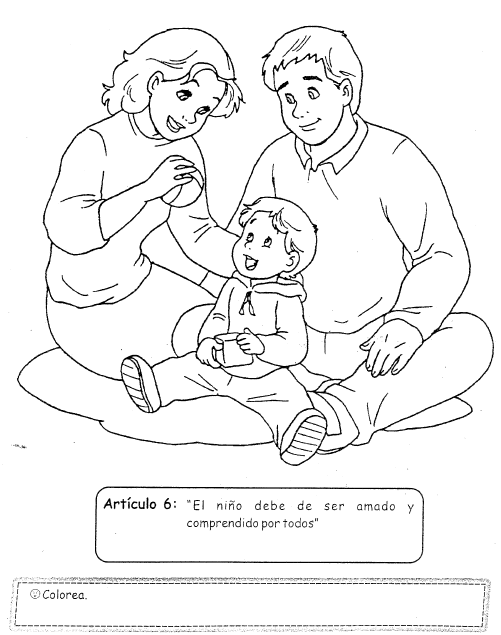 Artículo 6: "El niño debe de ser amado y
comprendido por todos"
Colorea.